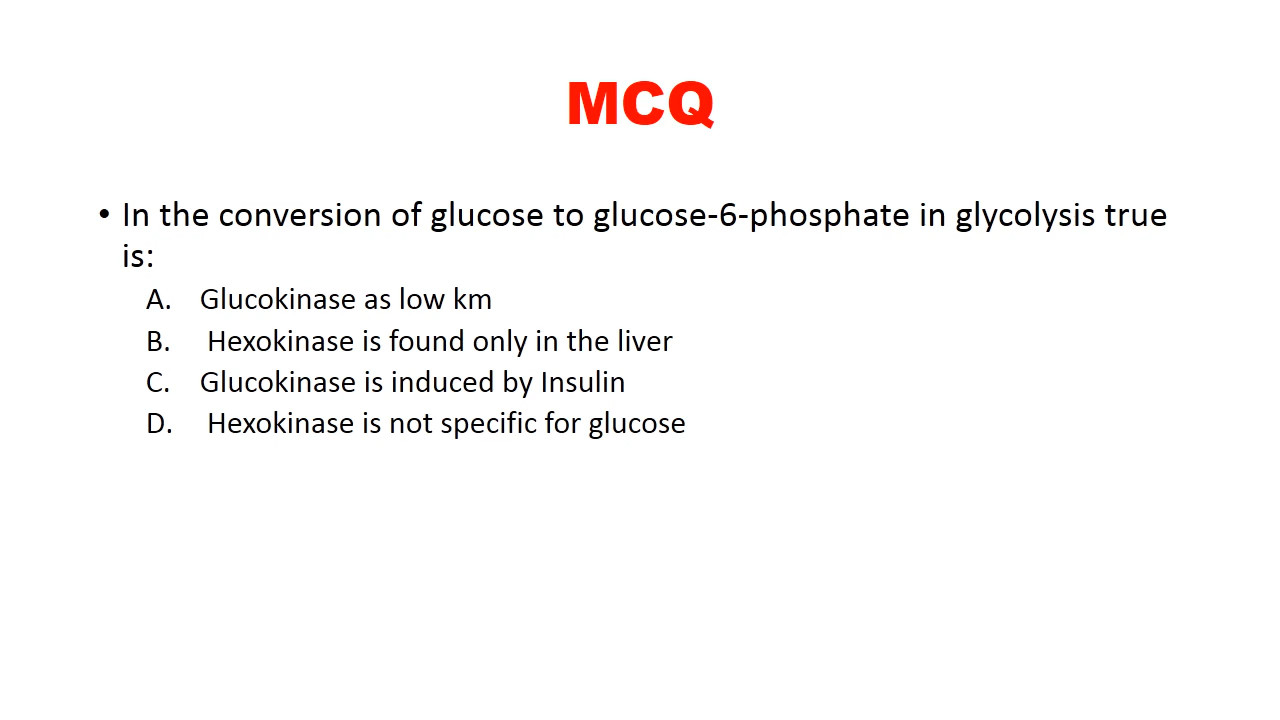 MCQ
• In the conversion of glucose to glucose-6-phosphate in glycolysis true
is:
A. Glucokinase as low km
B. Hexokinase is found only in the liver
C. Glucokinase is induced by Insulin
D. Hexokinase is not specific for glucose